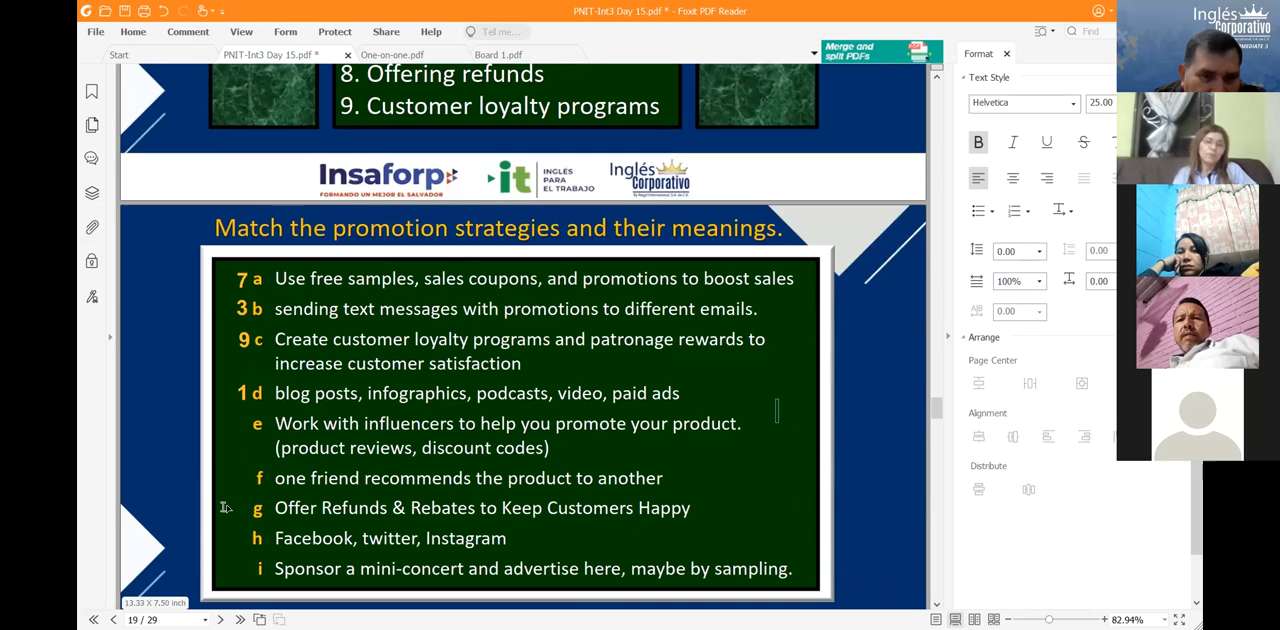 PNIT-Int3 Day 15.pdf * - Foxit PDF Reader
File Home Comment View Form Protect Share Help Tell me... Find
Start PNIT-Int3 Day 15.pdf * One-on-one.pdf Board 1.pdf
Merge and split PDFs
Format
Text Style
Helvetica 25.00
B I U S
0.00 0.00
100% 0.00
0.00
Arrange
Page Center
Alignment
Distribute
Inglés
Corporativo
8. Offering refunds
9. Customer loyalty programs
Insaforp
FORMANDO UN MEJOR EL SALVADOR
it INGLÉS PARA EL TRABAJO
Inglés Corporativo
Match the promotion strategies and their meanings.
7 a Use free samples, sales coupons, and promotions to boost sales
3 b sending text messages with promotions to different emails.
9 c Create customer loyalty programs and patronage rewards to
increase customer satisfaction
1 d blog posts, infographics, podcasts, video, paid ads
e Work with influencers to help you promote your product.
(product reviews, discount codes)
f one friend recommends the product to another
g Offer Refunds & Rebates to Keep Customers Happy
h Facebook, twitter, Instagram
i Sponsor a mini-concert and advertise here, maybe by sampling.
13.33 X 7.50 inch
19 / 29
82.94%